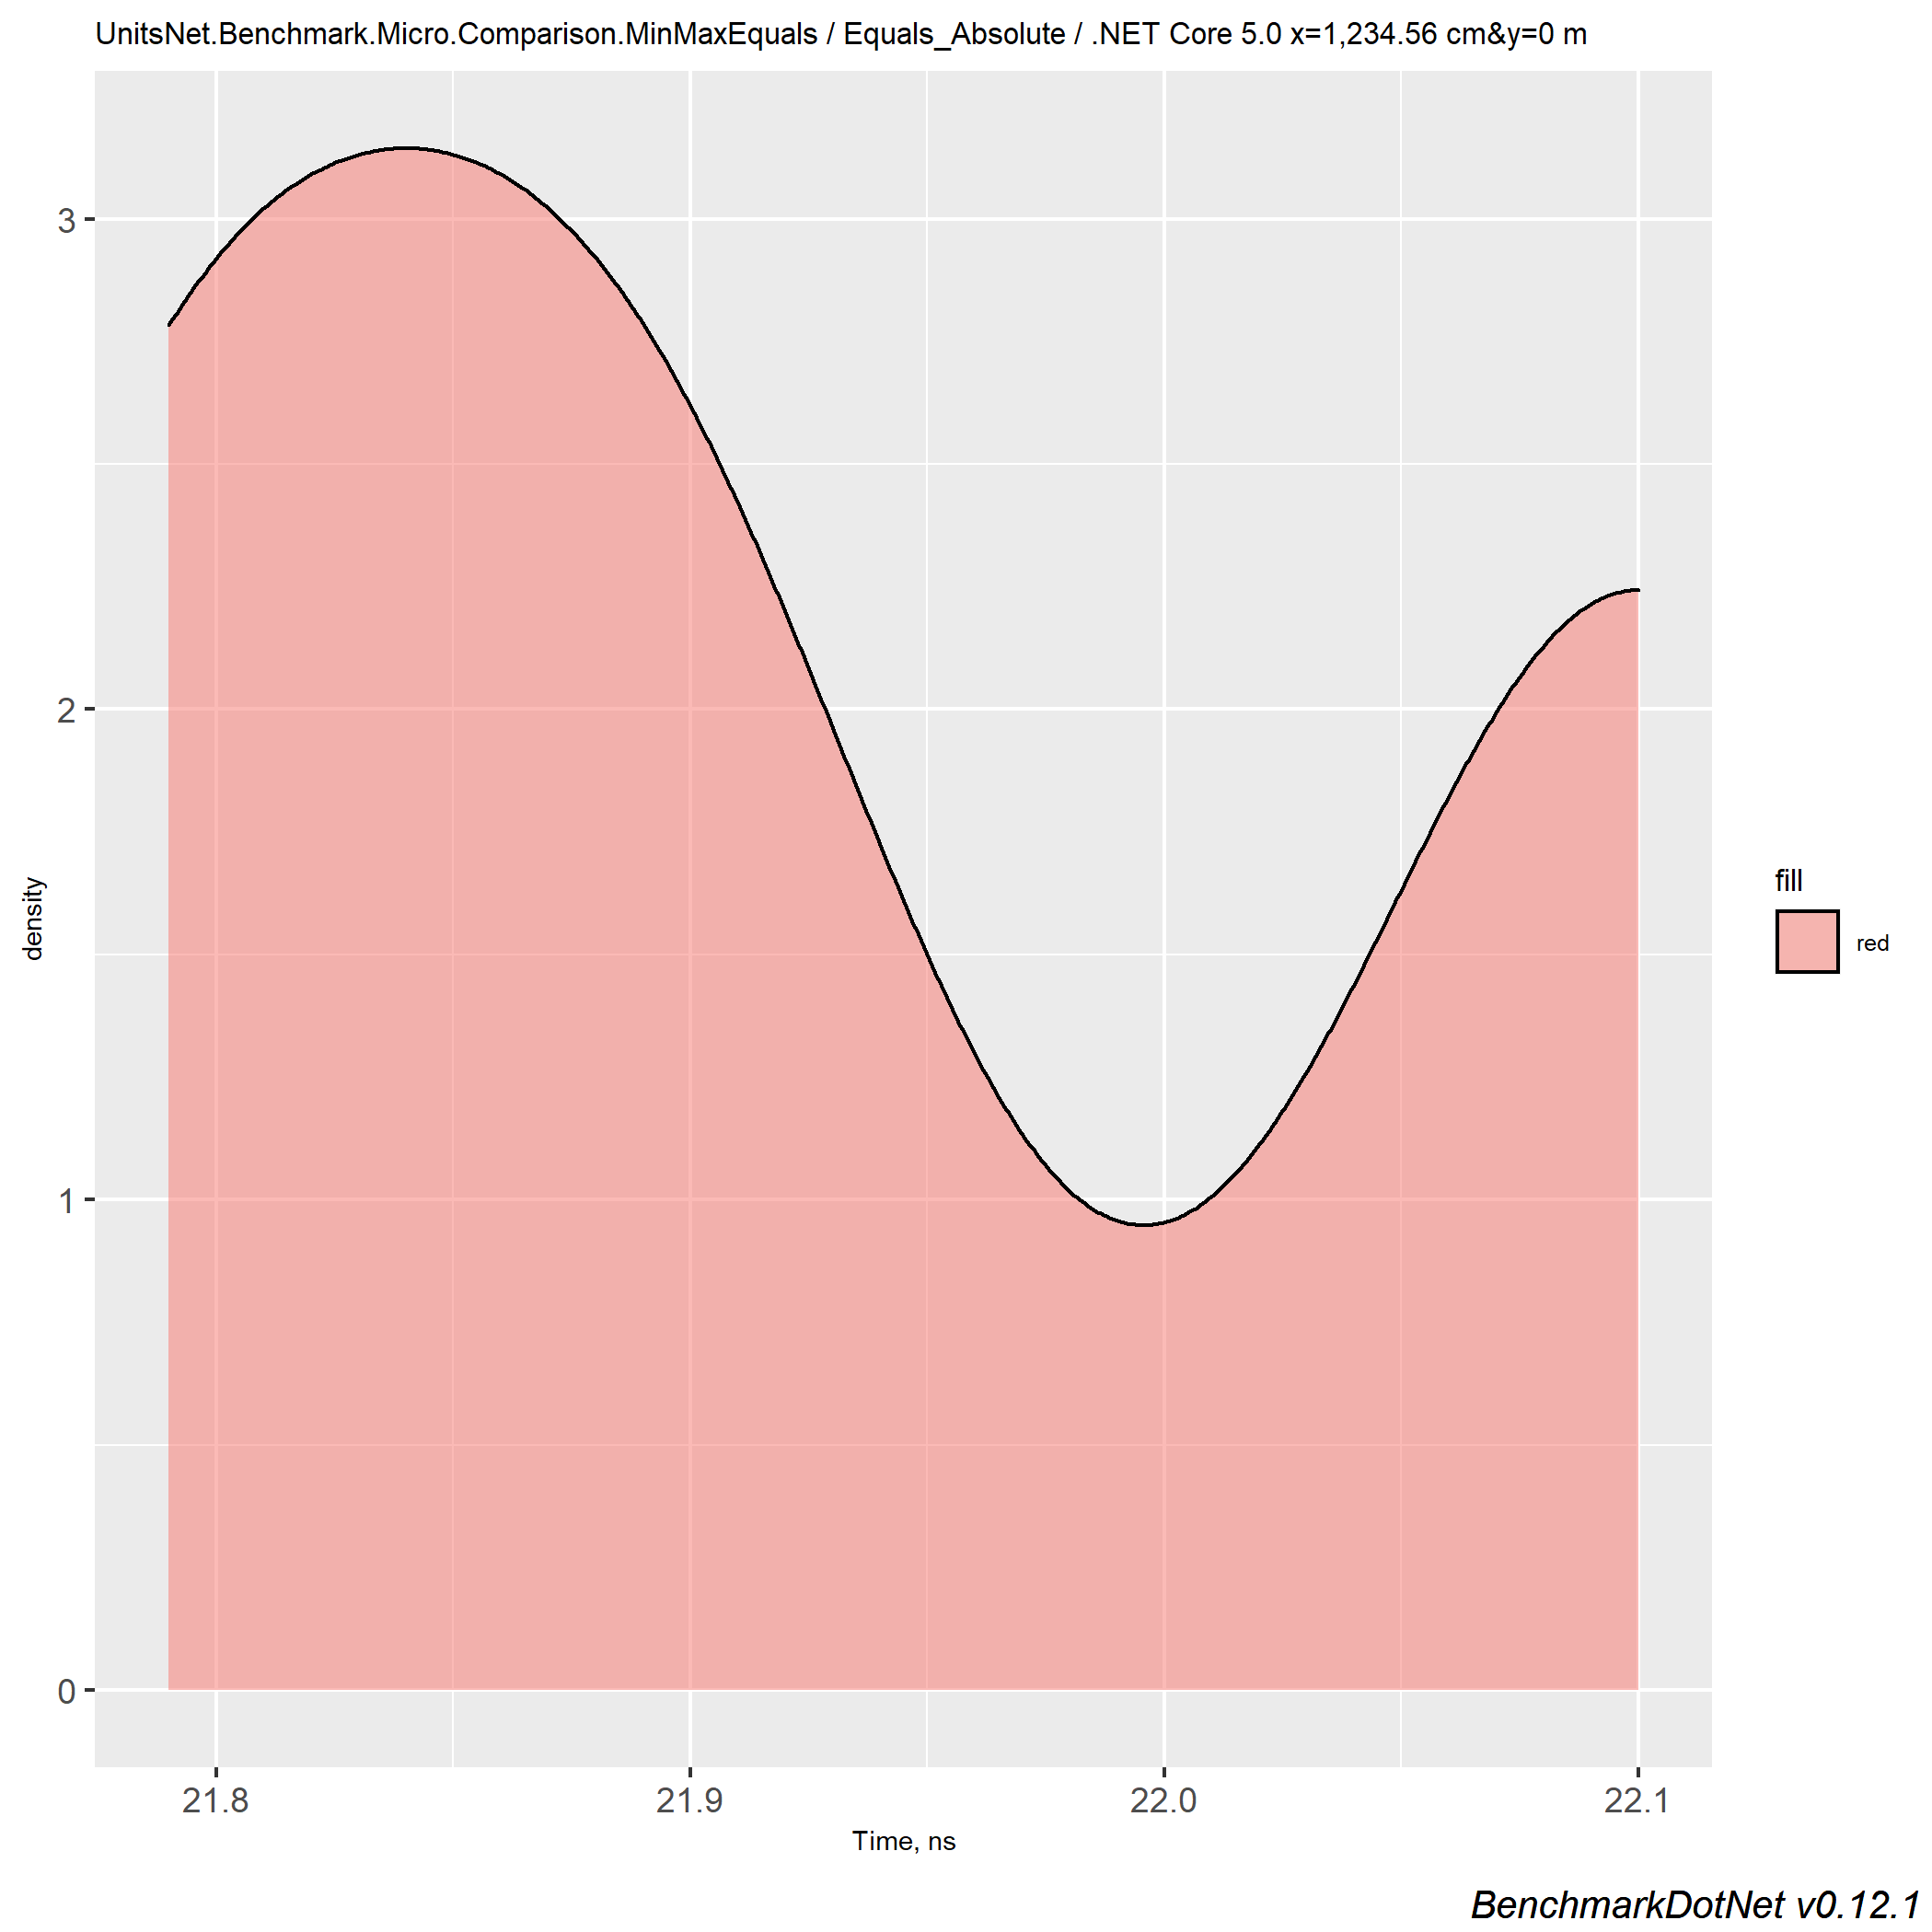 UnitsNet.Benchmark.Micro.Comparison.MinMaxEquals / Equals_Absolute / .NET Core 5.0 x=1,234.56 cm&y=0 m
3
2
1
0
density
21.8
21.9
22.0
22.1
Time, ns
fill
red
BenchmarkDotNet v0.12.1